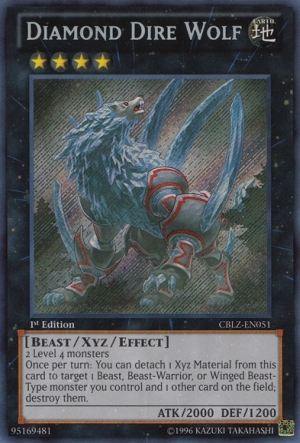 DIAMOND DIRE WOLF
EARTH
地
1st Edition
CBLZ-EN051
[BEAST/XYZ/EFFECT]
2 Level 4 monsters
Once per turn: You can detach 1 Xyz Material from this
card to target 1 Beast, Beast-Warrior, or Winged Beast-
Type monster you control and 1 other card on the field;
destroy them.
ATK/2000 DEF/1200
95169481
©1996 KAZUKI TAKAHASHI